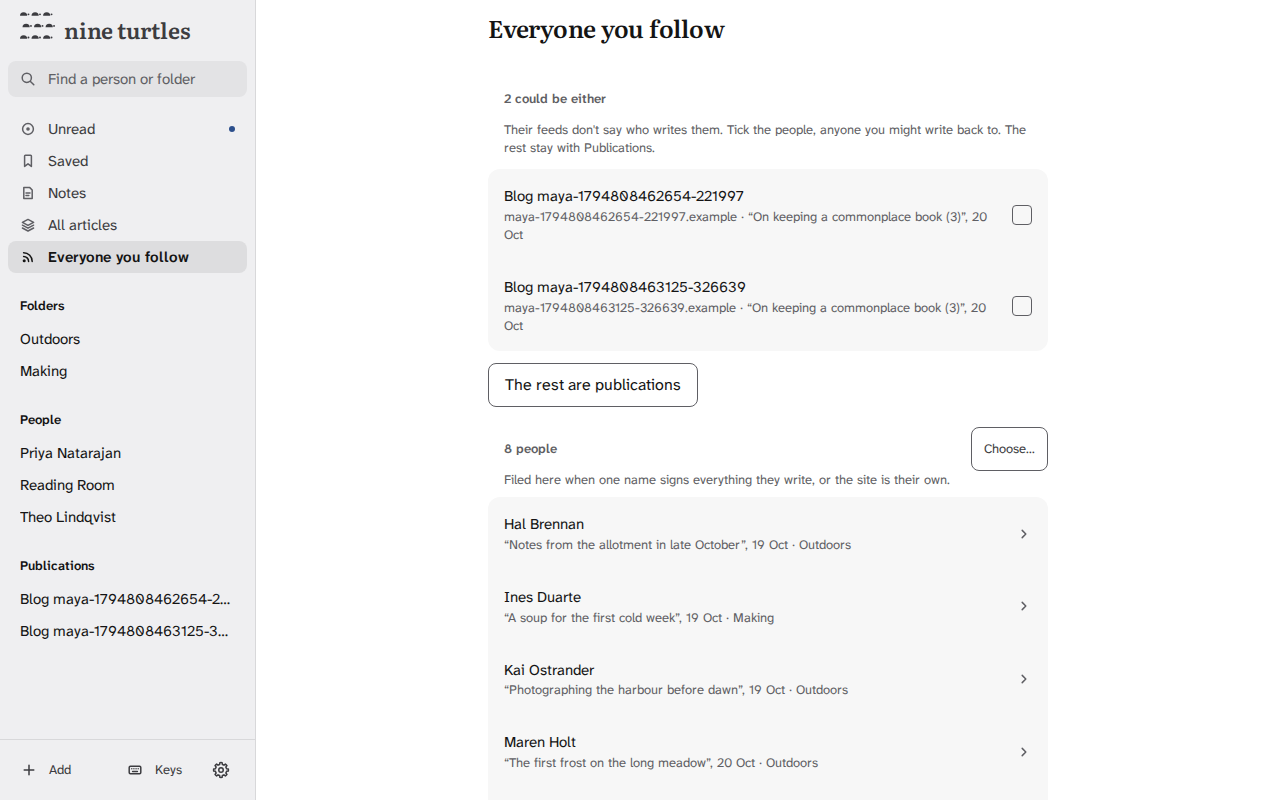 nine turtles
Find a person or folder
Unread
Saved
Notes
All articles
Everyone you follow
Folders
Outdoors
Making
People
Priya Natarajan
Reading Room
Theo Lindqvist
Publications
Blog maya-1794808462654-2...
Blog maya-1794808463125-3...
Add
Keys
Everyone you follow
2 could be either
Their feeds don't say who writes them. Tick the people, anyone you might write back to. The
rest stay with Publications.
Blog maya-1794808462654-221997
maya-1794808462654-221997.example · “On keeping a commonplace book (3)”, 20
Oct
Blog maya-1794808463125-326639
maya-1794808463125-326639.example · “On keeping a commonplace book (3)”, 20
Oct
The rest are publications
8 people
Choose...
Filed here when one name signs everything they write, or the site is their own.
Hal Brennan
“Notes from the allotment in late October”, 19 Oct · Outdoors
Ines Duarte
“A soup for the first cold week”, 19 Oct · Making
Kai Ostrander
“Photographing the harbour before dawn”, 19 Oct · Outdoors
Maren Holt
“The first frost on the long meadow”, 20 Oct · Outdoors